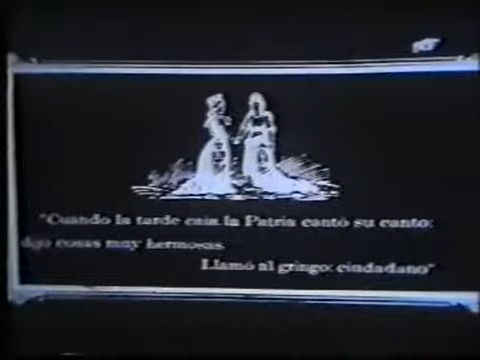 "Cuando la tarde caia la Patria cantó su canto:
dijo cosas muy hermosas.
Llamó al gringo: ciudadano"